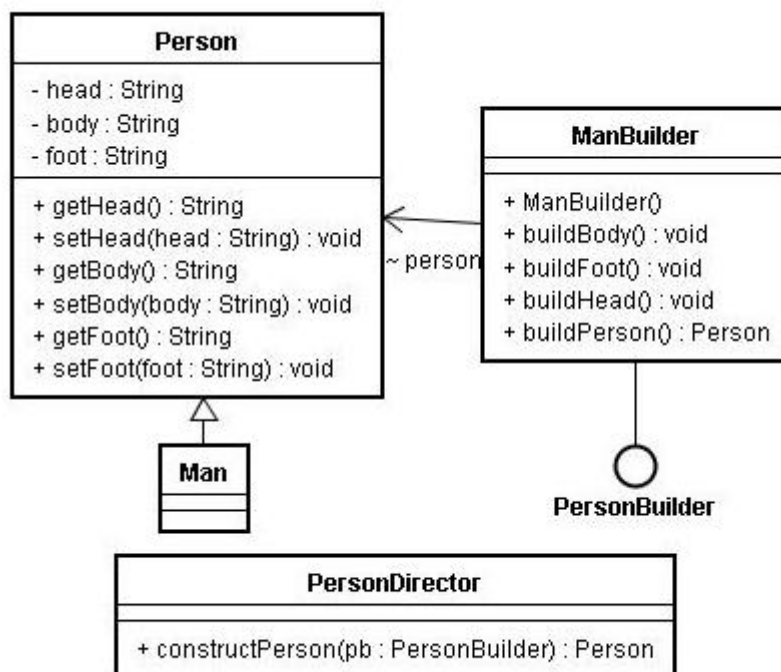 Person
- head : String
- body : String
- foot : String
+ getHead() : String
+ setHead(head : String) : void
+ getBody() : String
+ setBody(body : String) : void
+ getFoot() : String
+ setFoot(foot : String) : void
Man
ManBuilder
+ ManBuilder()
+ buildBody() : void
+ buildFoot() : void
+ buildHead() : void
+ buildPerson() : Person
~ person
PersonBuilder
PersonDirector
+ constructPerson(pb : PersonBuilder) : Person